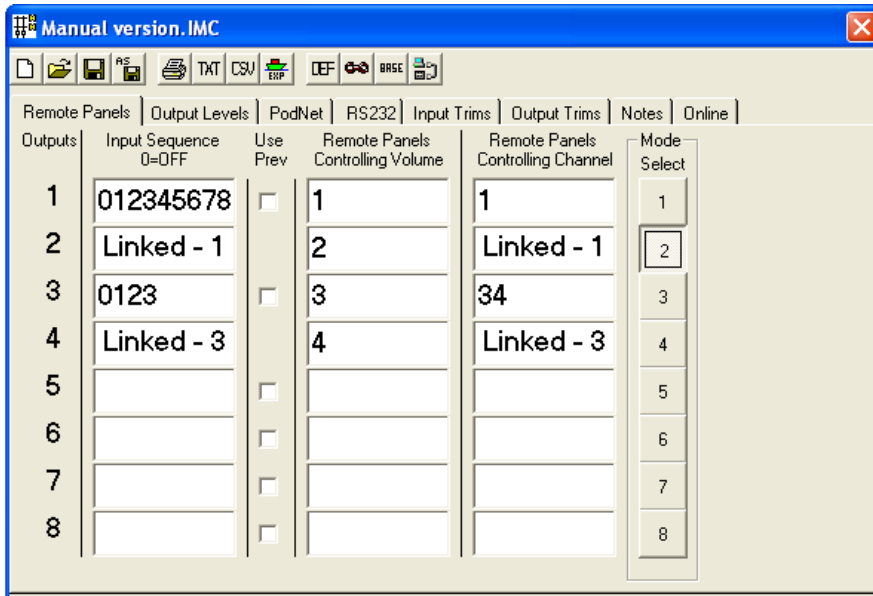 Manual version.IMC
AS TXT CSV EXP DEF BASE
Remote Panels Output Levels PodNet RS232 Input Trims Output Trims Notes Online
Outputs Input Sequence 0=OFF Use Prev Remote Panels Controlling Volume Remote Panels Controlling Channel Mode Select
1 012345678 1 1 1
2 Linked - 1 2 Linked - 1 2
3 0123 3 34 3
4 Linked - 3 4 Linked - 3 4
5 5
6 6
7 7
8 8